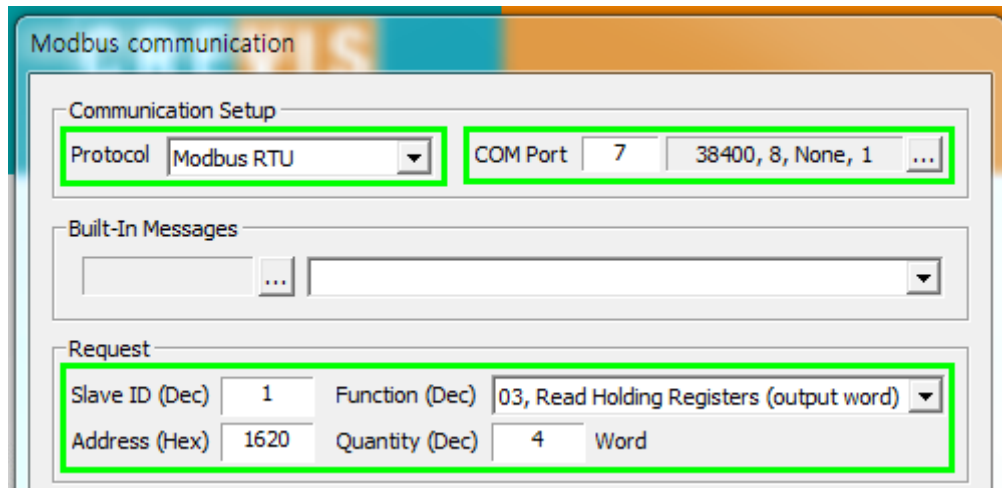 Modbus communication
Communication Setup
Protocol Modbus RTU COM Port 7 38400, 8, None, 1 ...
Built-In Messages
...
Request
Slave ID (Dec) 1 Function (Dec) 03, Read Holding Registers (output word)
Address (Hex) 1620 Quantity (Dec) 4 Word